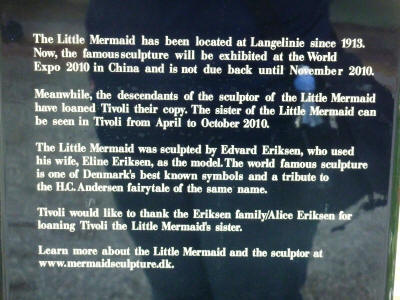 The Little Mermaid has been located at Langelinie since 1913.
Now, the famous sculpture will be exhibited at the World
Expo 2010 in China and is not due back until November 2010.
Meanwhile, the descendants of the sculptor of the Little Mermaid
have loaned Tivoli their copy. The sister of the Little Mermaid can
be seen in Tivoli from April to October 2010.
The Little Mermaid was sculpted by Edvard Eriksen, who used
his wife, Eline Eriksen, as the model. The world famous sculpture
is one of Denmark's best known symbols and a tribute to
the H.C. Andersen fairytale of the same name.
Tivoli would like to thank the Eriksen family/Alice Eriksen for
loaning Tivoli the Little Mermaid's sister.
Learn more about the Little Mermaid and the sculptor at
www.mermaidsculpture.dk.